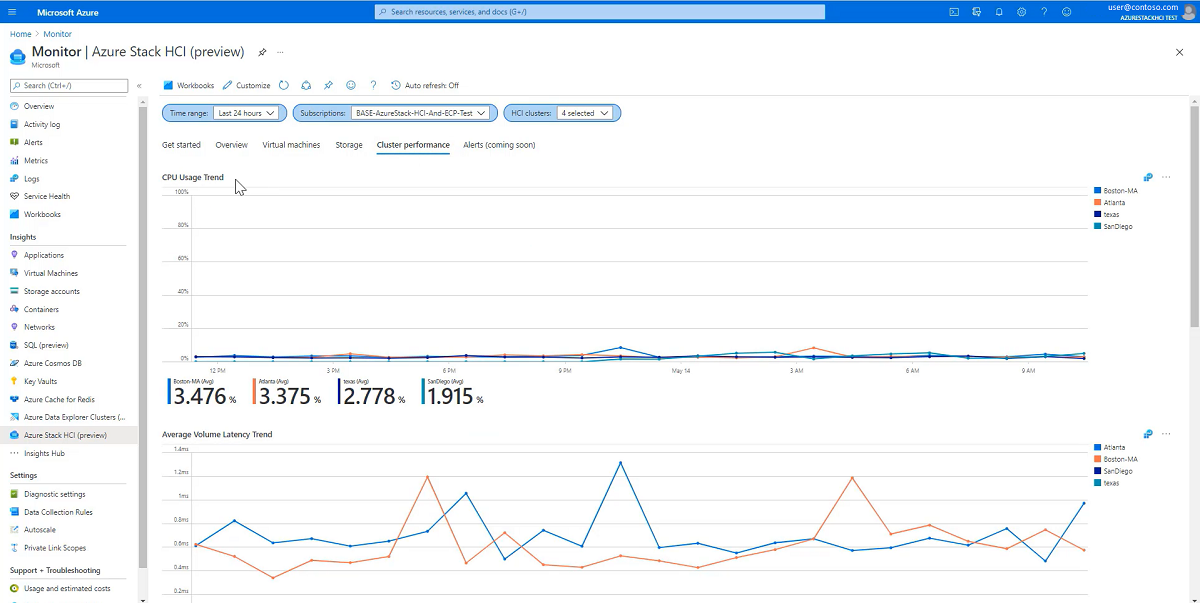 Microsoft Azure
Search resources, services, and docs (G+/)
user@contoso.com
AZURESTACKHCI TEST
Home > Monitor
Monitor | Azure Stack HCI (preview) ...
Microsoft
Search (Ctrl+/)
«
Overview
Activity log
Alerts
Metrics
Logs
Service Health
Workbooks
Insights
Applications
Virtual Machines
Storage accounts
Containers
Networks
SQL (preview)
Azure Cosmos DB
Key Vaults
Azure Cache for Redis
Azure Data Explorer Clusters (...
Azure Stack HCI (preview)
Insights Hub
Settings
Diagnostic settings
Data Collection Rules
Autoscale
Private Link Scopes
Support + Troubleshooting
Usage and estimated costs
Workbooks Customize ? Auto refresh: Off
Time range: Last 24 hours Subscriptions: BASE-AzureStack-HCI-And-ECP-Test HCI clusters: 4 selected
Get started Overview Virtual machines Storage Cluster performance Alerts (coming soon)
CPU Usage Trend
100%
80%
60%
40%
20%
0%
12 PM 3 PM 6 PM 9 PM May 14 3 AM 6 AM 9 AM
Boston-MA
Atlanta
texas
SanDiego
Boston-MA (Avg) Atlanta (Avg) texas (Avg) SanDiego (Avg)
3.476 % 3.375 % 2.778 % 1.915 %
Average Volume Latency Trend
1.4ms
1.2ms
1ms
0.8ms
0.6ms
0.4ms
0.2ms
Atlanta
Boston-MA
SanDiego
texas